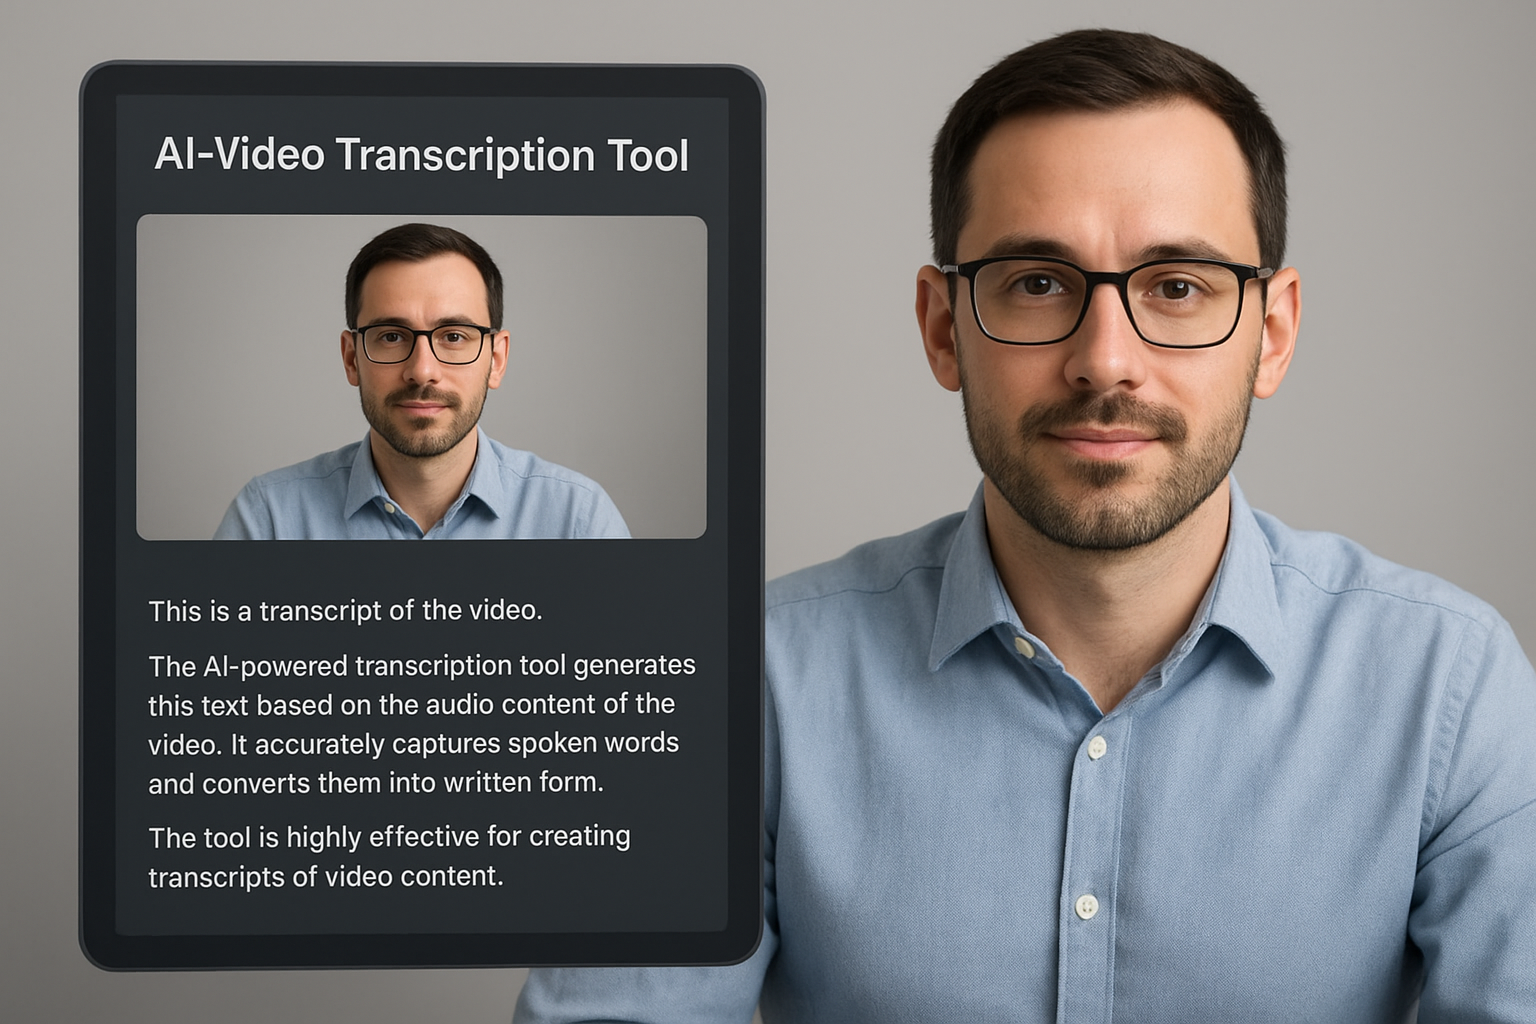 AI-Video Transcription Tool
This is a transcript of the video.
The AI-powered transcription tool generates
this text based on the audio content of the
video. It accurately captures spoken words
and converts them into written form.
The tool is highly effective for creating
transcripts of video content.